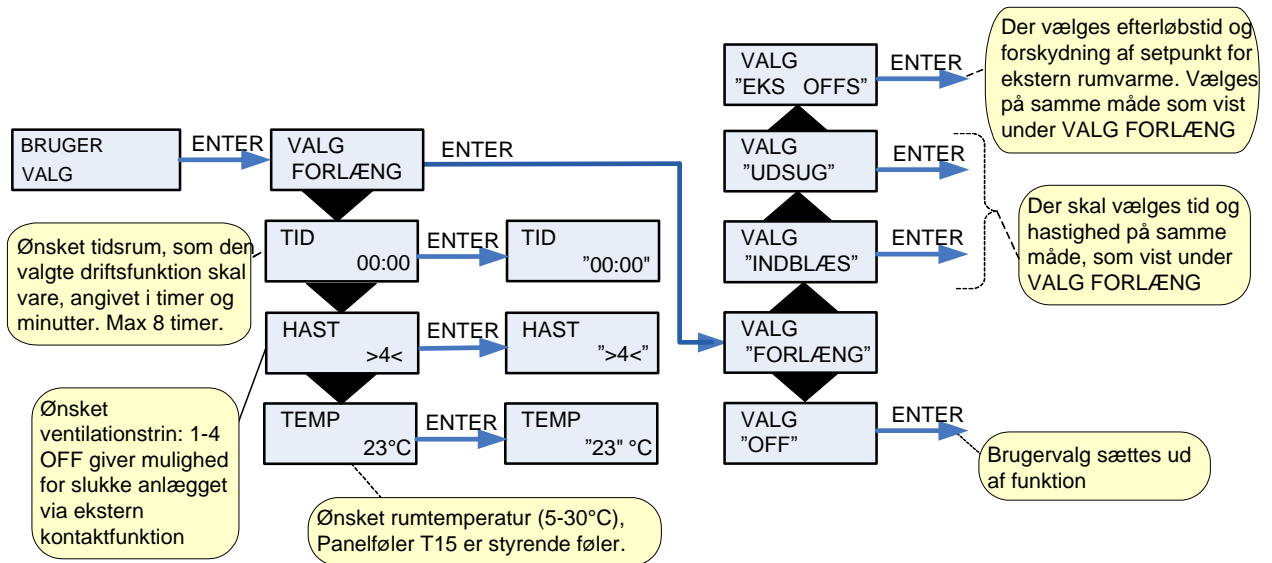 BRUGER
VALG
ENTER
VALG
FORLÆNG
ENTER
Ønsket tidsrum, som den
valgte driftsfunktion skal
vare, angivet i timer og
minutter. Max 8 timer.
TID
00:00
ENTER
TID
"00:00"
HAST
>4<
ENTER
HAST
">4<”
Ønsket
ventilationstrin: 1-4
OFF giver mulighed
for slukke anlægget
via ekstern
kontaktfunktion
TEMP
23°C
ENTER
TEMP
"23" °C
Ønsket rumtemperatur (5-30°C),
Panelføler T15 er styrende føler.
VALG
"EKS OFFS"
ENTER
Der vælges efterløbstid og
forskydning af setpunkt for
ekstern rumvarme. Vælges
på samme måde som vist
under VALG FORLÆNG
VALG
"UDSUG"
ENTER
VALG
"INDBLÆS"
ENTER
Der skal vælges tid og
hastighed på samme
måde, som vist under
VALG FORLÆNG
VALG
"FORLÆNG”
VALG
"OFF"
ENTER
Brugervalg sættes ud
af funktion